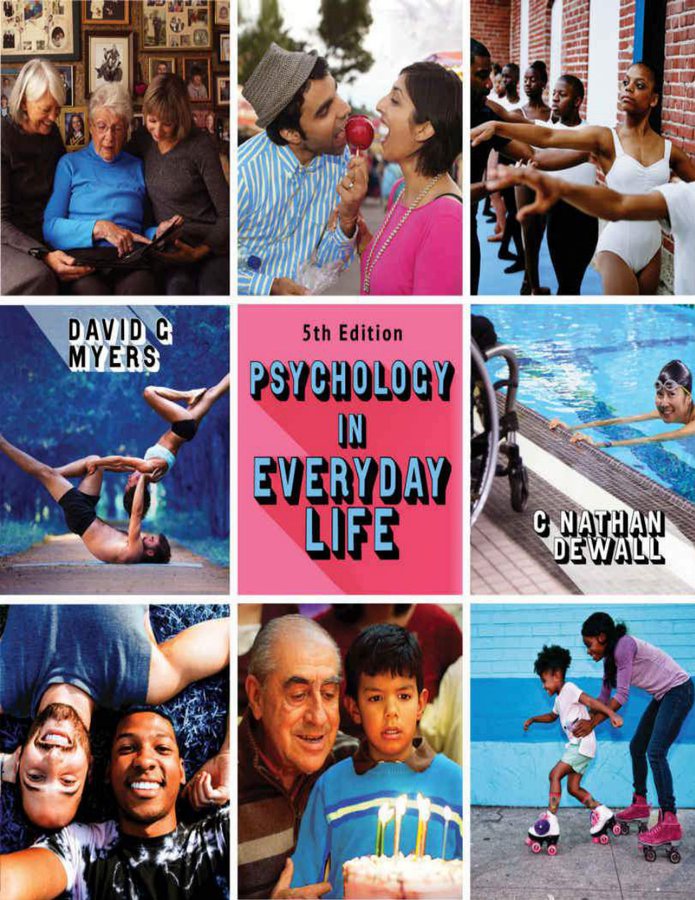 DAVID G
MYERS
5th Edition
PSYCHOLOGY
IN
EVERYDAY
LIFE
C NATHAN
DEWALL